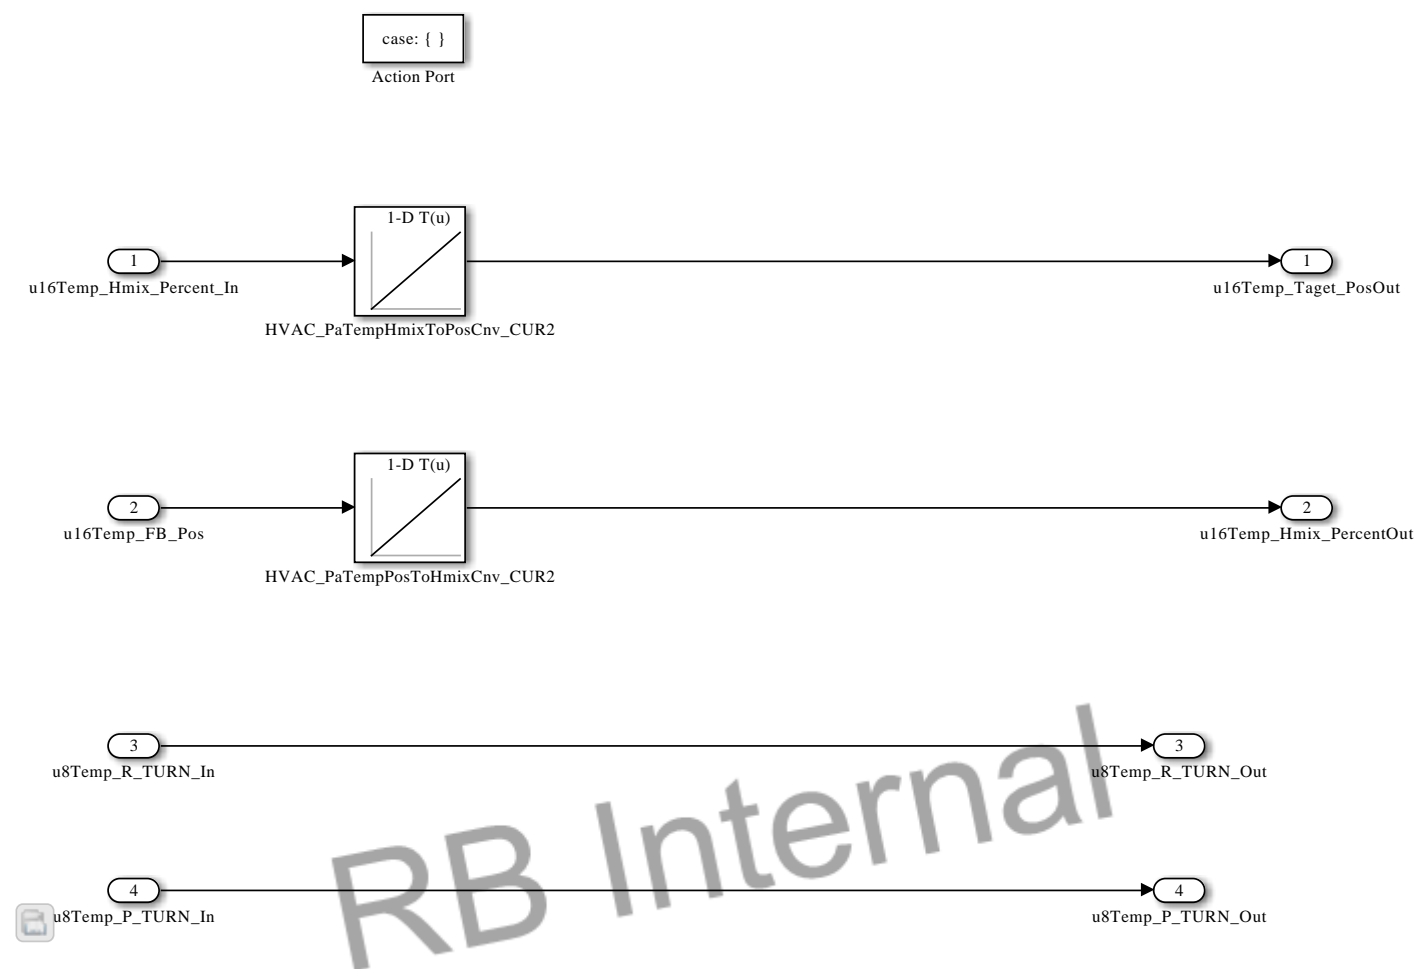 case: { }
Action Port
1-D T(u)
1
1
u16Temp_Hmix_Percent_In
u16Temp_Taget_PosOut
HVAC_PaTempHmixToPosCnv_CUR2
1-D T(u)
2
2
u16Temp_FB_Pos
u16Temp_Hmix_PercentOut
HVAC_PaTempPosToHmixCnv_CUR2
3
3
u8Temp_R_TURN_In
u8Temp_R_TURN_Out
RB Internal
4
4
u8Temp_P_TURN_In
u8Temp_P_TURN_Out